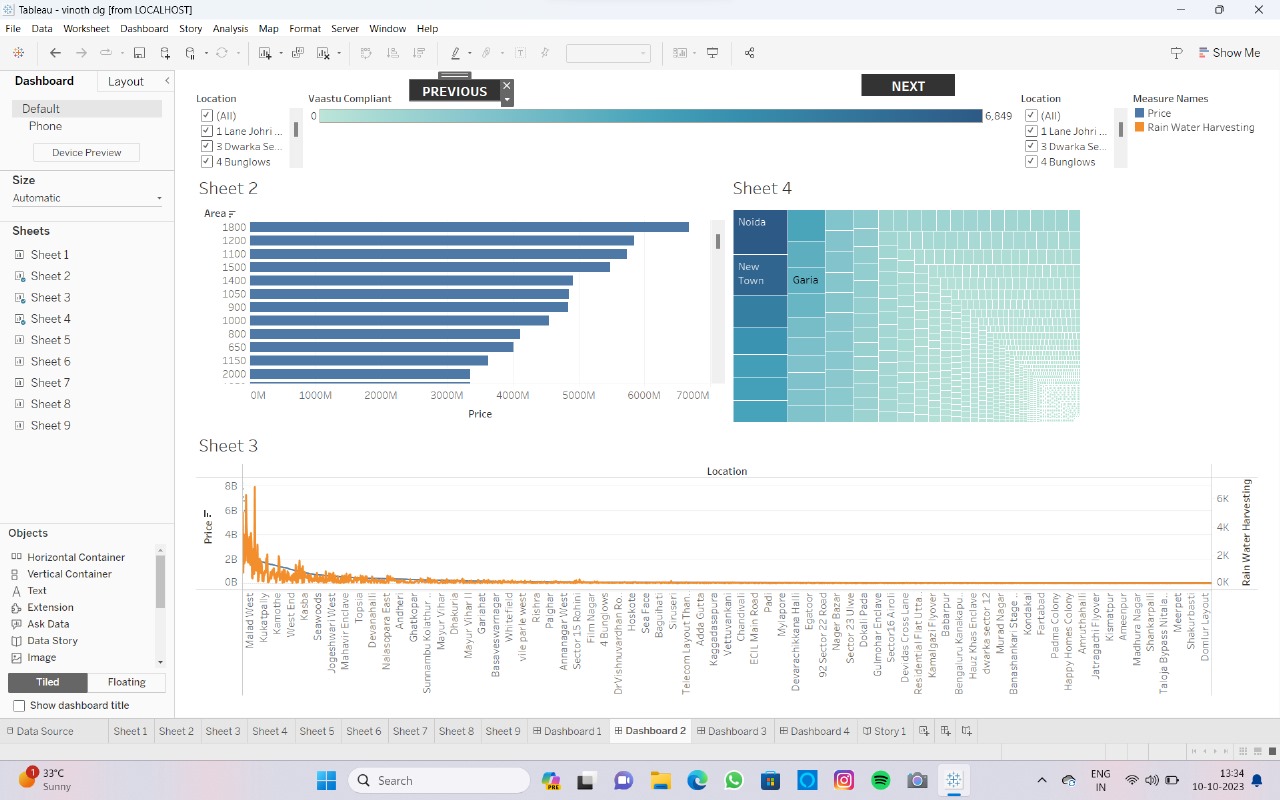 Tableau - vinoth clg [from LOCALHOST]
File Data Worksheet Dashboard Story Analysis Map Format Server Window Help
Show Me
Dashboard Layout
Default
Phone
Device Preview
Size
Automatic
Sheets
Sheet 1
Sheet 2
Sheet 3
Sheet 4
Sheet 5
Sheet 6
Sheet 7
Sheet 8
Sheet 9
Objects
Horizontal Container
Vertical Container
Text
Extension
Ask Data
Data Story
Image
Tiled Floating
Show dashboard title
PREVIOUS
NEXT
Location
(All)
1 Lane Johri ...
3 Dwarka Se...
4 Bunglows
Vaastu Compliant
0 6,849
Location
(All)
1 Lane Johri ...
3 Dwarka Se...
4 Bunglows
Measure Names
Price
Rain Water Harvesting
Sheet 2
Area
1800
1200
1100
1500
1400
1050
900
1000
800
650
1150
2000
0M 1000M 2000M 3000M 4000M 5000M 6000M 7000M
Price
Sheet 4
Noida
New
Town
Garia
Sheet 3
Location
Price
8B
6B
4B
2B
0B
6K
4K
2K
0K
Rain Water Harvesting
Malad West
Kukatpally
Kamothe
West End
Kasba
Seawoods
Jogeshwari West
Mahavir Enclave
Topsia
Devanahalli
Nalasopara East
Andheri
Ghatkopar
Sunnambu Kolathur ..
Mayur Vihar
Dhakuria
Mayur Vihar II
Gariahat
Basaveswarnagar
Whitefield
vile parle west
Rishra
Palghar
Annanagar West
Sector 15 Rohini
Film Nagar
4 Bunglows
Dr Vishnuvardhan Ro..
Hoskote
Sea Face
Baguihati
Siruseri
Telecom Layout Than..
Adda Gutta
Kaggadasapura
Vettuvankani
Chandivali
ECIL Main Road
Padi
Mylapore
Devarachikkana Halli
Egatoor
92 Sector 22 Road
Nager Bazar
Sector 23 Ulwe
Dokali Pada
Gulmohar Enclave
Sector16 Airoli
Devidas Cross Lane
Residential Flat Utta..
Kamalgazi Flyover
Babarpur
Bengaluru Kanakapu..
Hauz Khas Enclave
dwarka sector 12
Murad Nagar
Banashankari Stage ..
Kondakal
Fartabad
Padma Colony
Happy Homes Colony
Amruthahalli
Jatragachi Flyover
Kismatpur
Ameenpur
Madhura Nagar
Shankarpalli
Taloja Bypass Nitale..
Meerpet
Shakurbasti
Domlur Layout
Data Source Sheet 1 Sheet 2 Sheet 3 Sheet 4 Sheet 5 Sheet 6 Sheet 7 Sheet 8 Sheet 9 Dashboard 1 Dashboard 2 Dashboard 3 Dashboard 4 Story 1
1
33°C
Sunny
Search
PRE
ENG
IN
13:34
10-10-2023